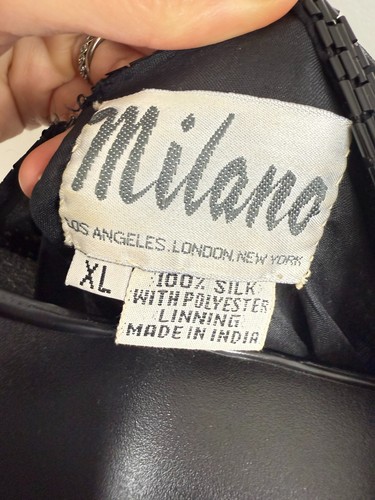 Milano
LOS ANGELES.LONDON.NEW YORK
XL
100% SILK
WITH POLYESTER
LINNING
MADE IN INDIA